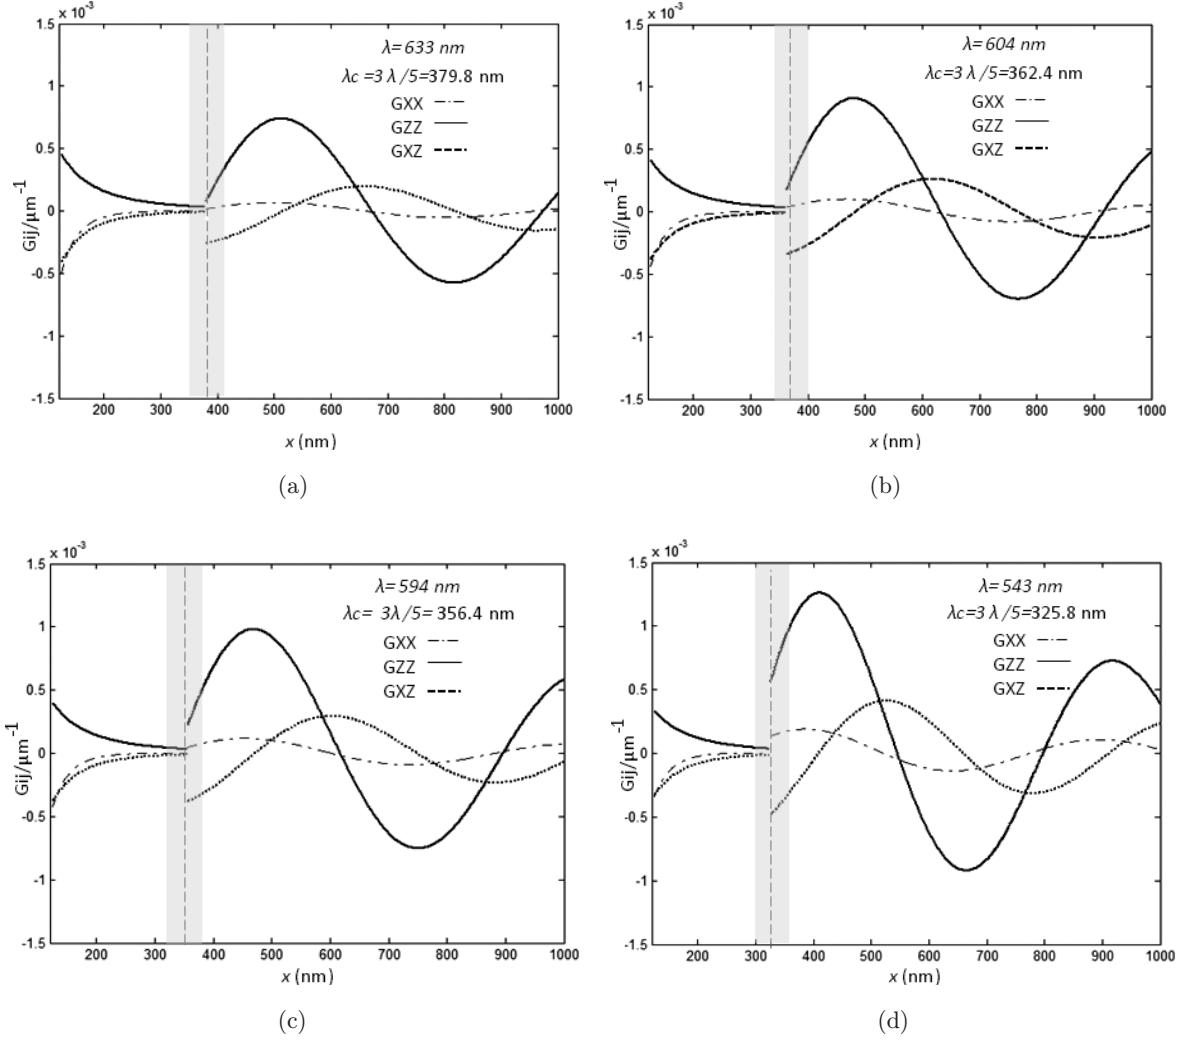 1.5 x 10⁻³
1
0.5
0
-0.5
-1
-1.5
Gij/μm⁻¹
λ= 633 nm
λc =3 λ /5=379.8 nm
GXX
GZZ
GXZ
200 300 400 500 600 700 800 900 1000
x (nm)
(a)
1.5 x 10⁻³
1
0.5
0
-0.5
-1
-1.5
Gij/μm⁻¹
λ= 604 nm
λc=3 λ /5=362.4 nm
GXX
GZZ
GXZ
200 300 400 500 600 700 800 900 1000
x (nm)
(b)
1.5 x 10⁻³
1
0.5
0
-0.5
-1
-1.5
Gij/μm⁻¹
λ= 594 nm
λc= 3λ/5= 356.4 nm
GXX
GZZ
GXZ
200 300 400 500 600 700 800 900 1000
x (nm)
(c)
1.5 x 10⁻³
1
0.5
0
-0.5
-1
-1.5
Gij/μm⁻¹
λ= 543 nm
λc=3 λ /5=325.8 nm
GXX
GZZ
GXZ
200 300 400 500 600 700 800 900 1000
x (nm)
(d)